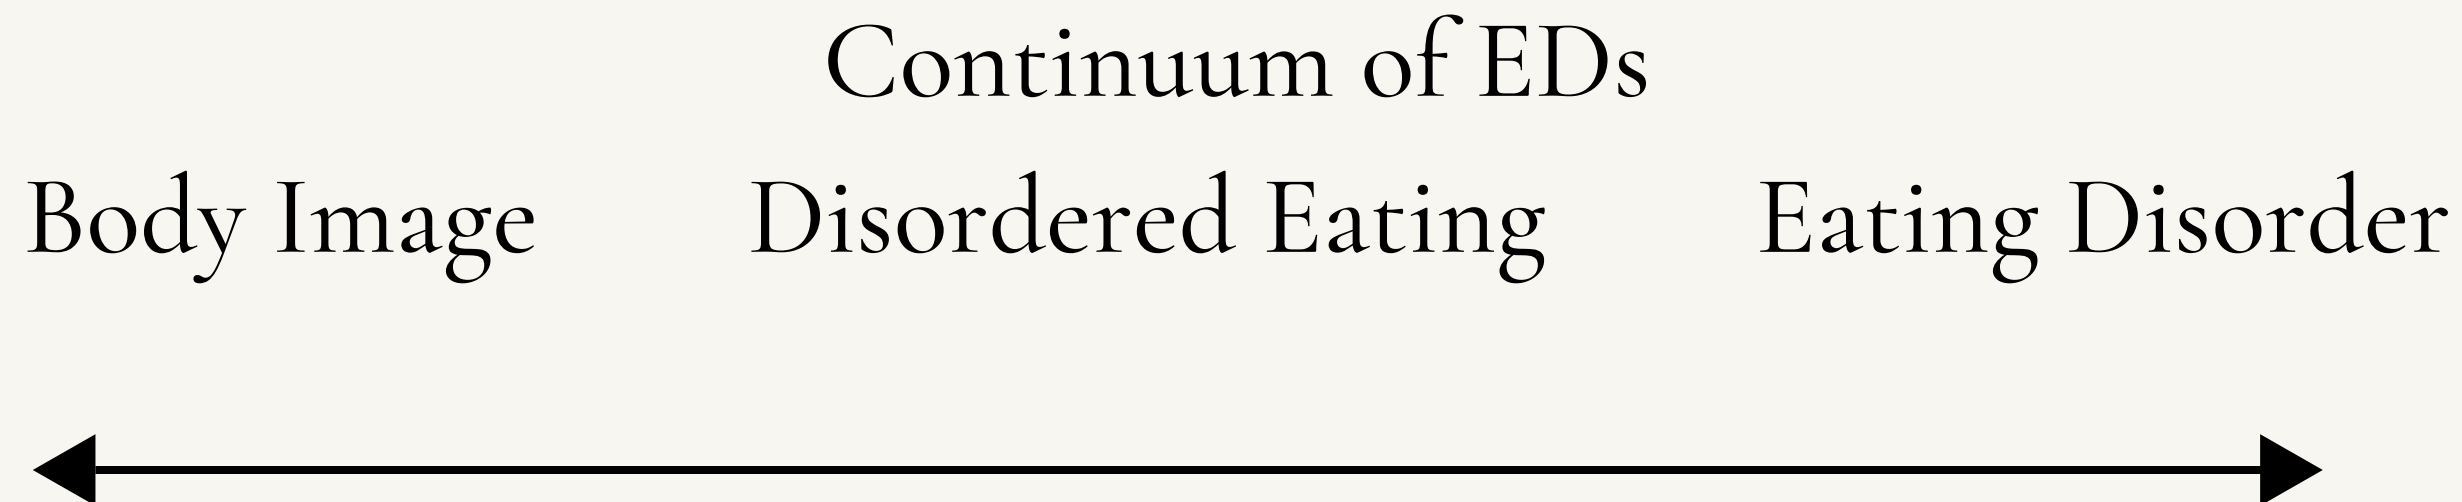 Continuum of EDs
Body Image Disordered Eating Eating Disorder